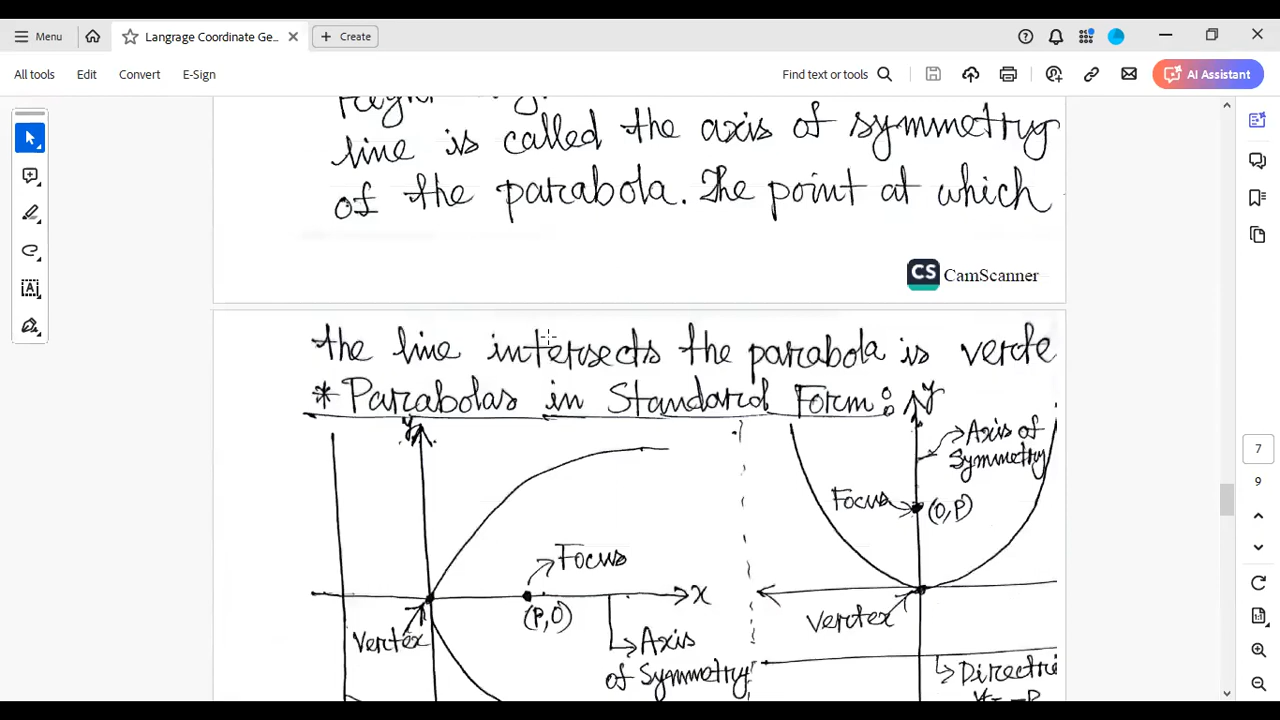 Menu
Langrage Coordinate Ge...
Create
All tools
Edit
Convert
E-Sign
Find text or tools
AI Assistant
line is called the axis of symmetry
of the parabola. The point at which
CS CamScanner
the line intersects the parabola is verte
* Parabolas in Standard Form:
y
y
Axis of
Symmetry
Focus
(0,P)
Focus
x
(P,0)
Vertex
Vertex
Axis
of Symmetry
Directri
7
9